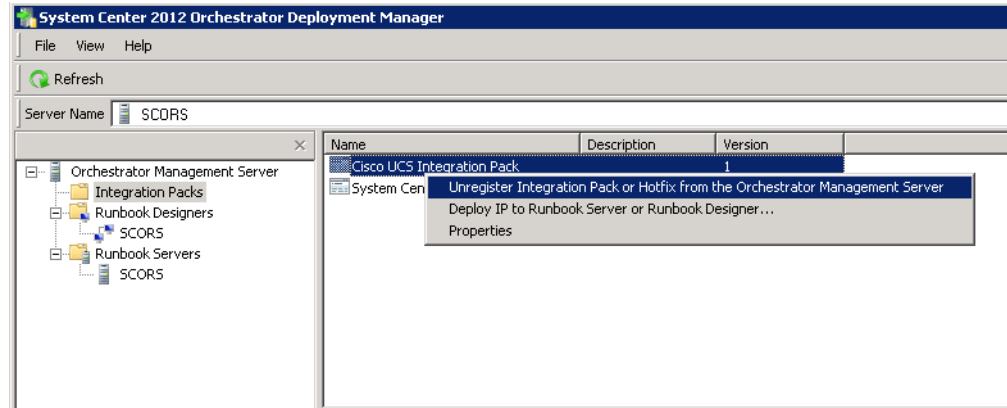 System Center 2012 Orchestrator Deployment Manager
File View Help
Refresh
Server Name SCORS
Name Description Version
Orchestrator Management Server
Integration Packs
Runbook Designers
SCORS
Runbook Servers
SCORS
Cisco UCS Integration Pack 1
System Cen
Unregister Integration Pack or Hotfix from the Orchestrator Management Server
Deploy IP to Runbook Server or Runbook Designer...
Properties